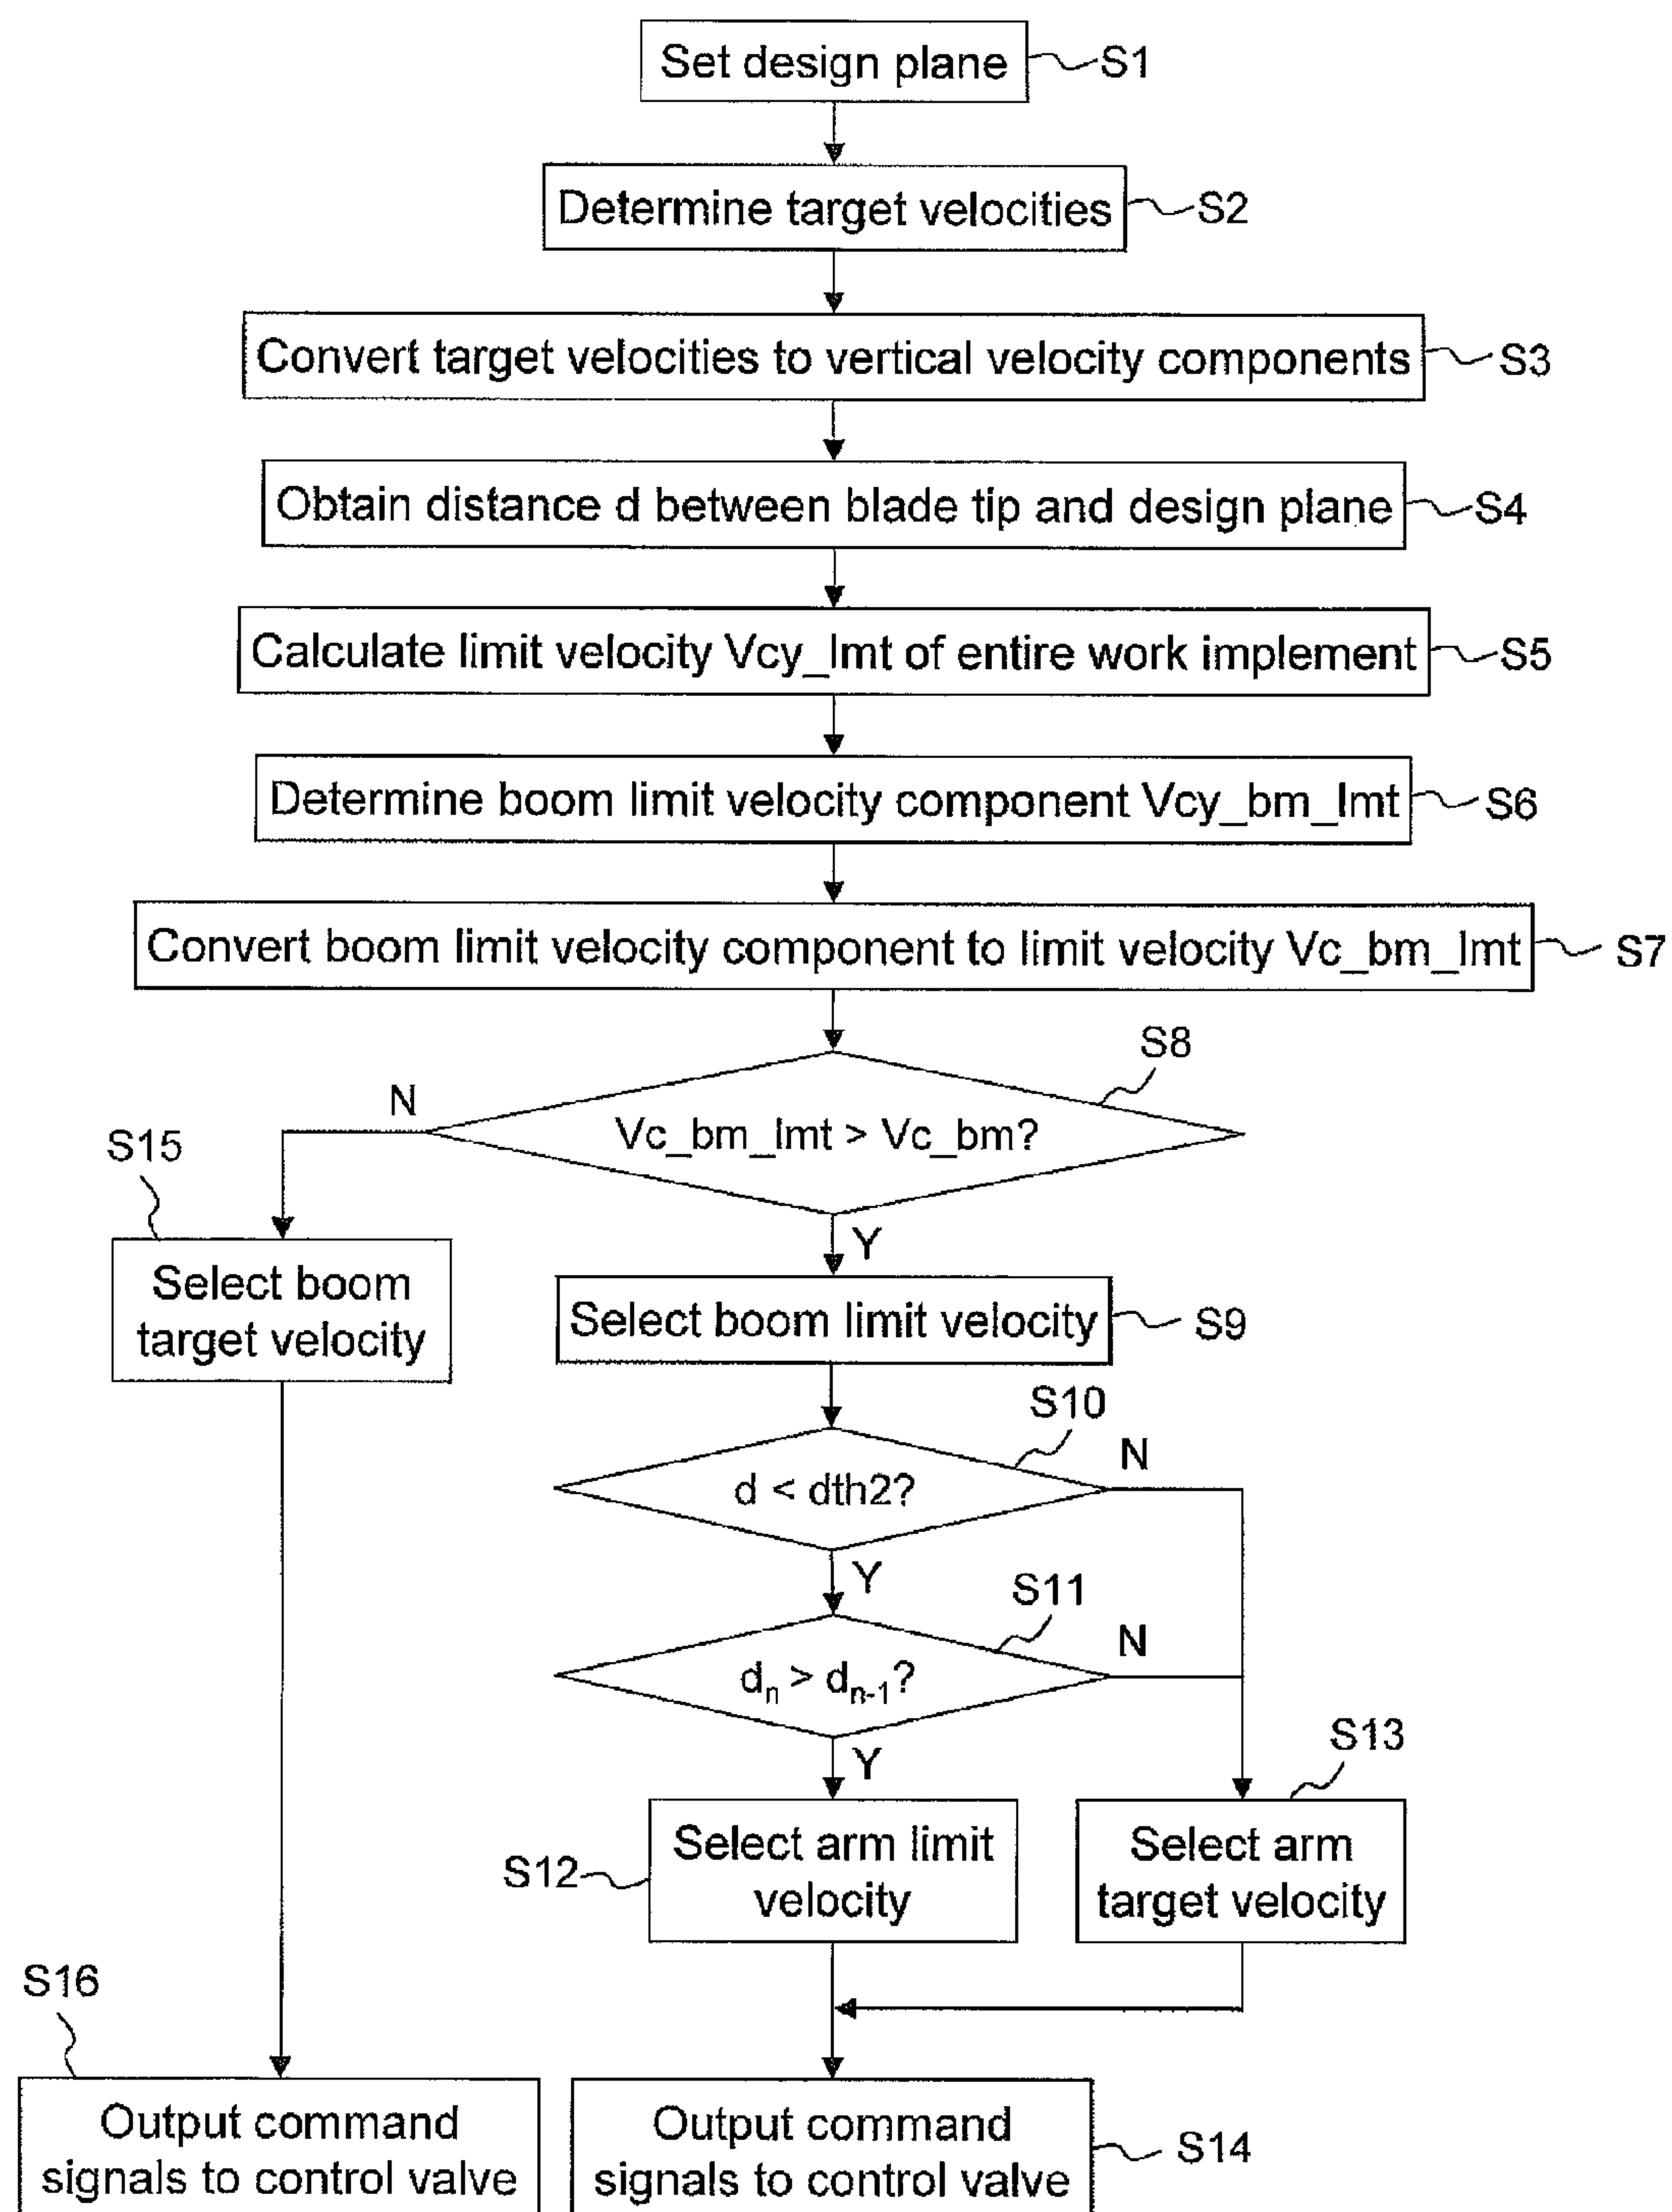 Set design plane
S1
Determine target velocities
S2
Convert target velocities to vertical velocity components
S3
Obtain distance d between blade tip and design plane
S4
Calculate limit velocity Vcy_lmt of entire work implement
S5
Determine boom limit velocity component Vcy_bm_lmt
S6
Convert boom limit velocity component to limit velocity Vc_bm_lmt
S7
S8
N
Vc_bm_lmt > Vc_bm?
Y
S15
Select boom
target velocity
Select boom limit velocity
S9
S10
N
d < dth2?
Y
S11
N
dn > dn-1?
Y
S13
S12
Select arm limit
velocity
Select arm
target velocity
S16
Output command
signals to control valve
Output command
signals to control valve
S14